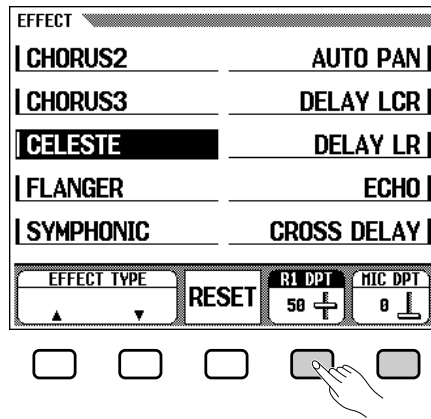 EFFECT
CHORUS2 AUTO PAN
CHORUS3 DELAY LCR
CELESTE DELAY LR
FLANGER ECHO
SYMPHONIC CROSS DELAY
EFFECT TYPE RESET R1 DPT MIC DPT
▲ ▼ 50 0